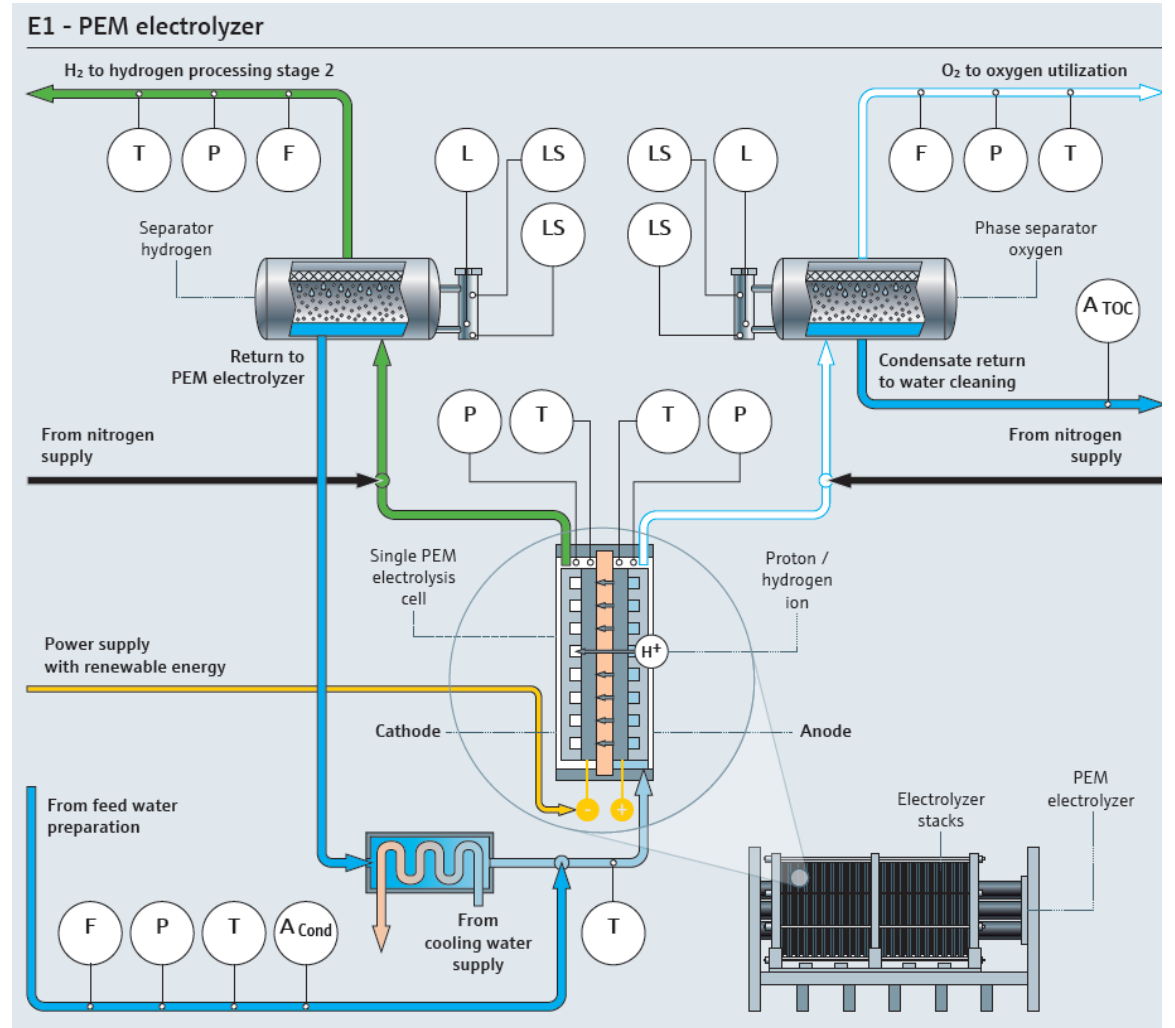 E1 - PEM electrolyzer
H₂ to hydrogen processing stage 2
O₂ to oxygen utilization
T
P
F
L
LS
LS
LS
LS
L
F
P
T
Separator
hydrogen
Phase separator
oxygen
A TOC
Return to
PEM electrolyzer
Condensate return
to water cleaning
P
T
T
P
From nitrogen
supply
From nitrogen
supply
Single PEM
electrolysis
cell
Proton /
hydrogen
ion
H⁺
Power supply
with renewable energy
Cathode
Anode
-
+
From feed water
preparation
Electrolyzer
stacks
PEM
electrolyzer
From
cooling water
supply
F
P
T
A Cond
T